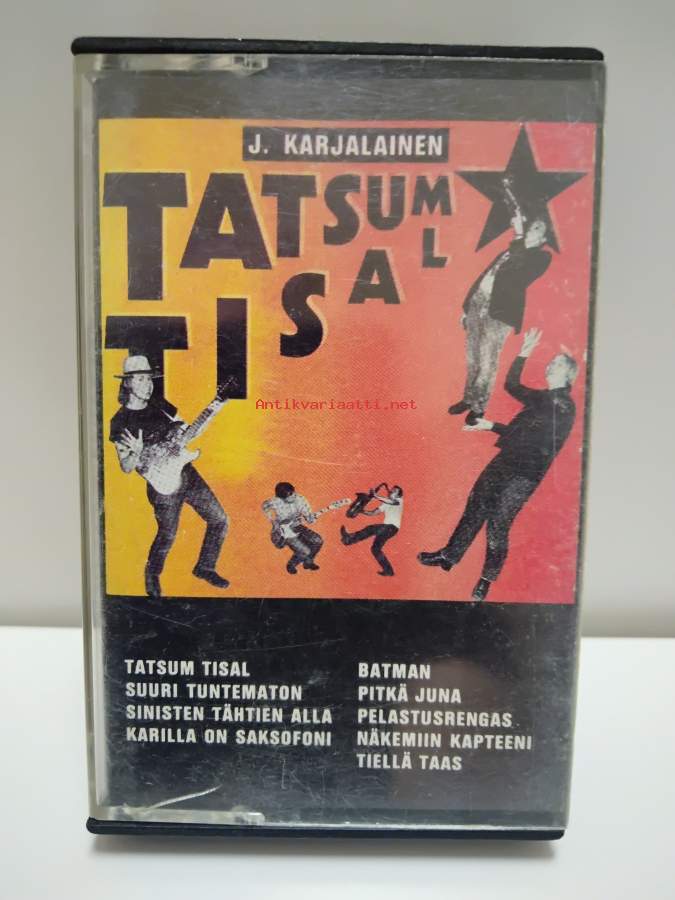 J. KARJALAINEN
TATSUM
TISAL
Antikvariaatti.net
TATSUM TISAL
SUURI TUNTEMATON
SINISTEN TÄHTIEN ALLA
KARILLA ON SAKSOFONI
BATMAN
PITKÄ JUNA
PELASTUSRENGAS
NÄKEMIIN KAPTEENI
TIELLÄ TAAS